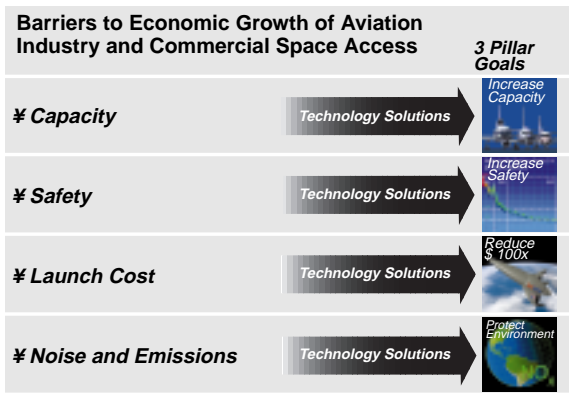 Barriers to Economic Growth of Aviation
Industry and Commercial Space Access
3 Pillar
Goals
¥ Capacity
Technology Solutions
Increase
Capacity
¥ Safety
Technology Solutions
Increase
Safety
¥ Launch Cost
Technology Solutions
Reduce
$ 100x
¥ Noise and Emissions
Technology Solutions
Protect
Environment
NOx